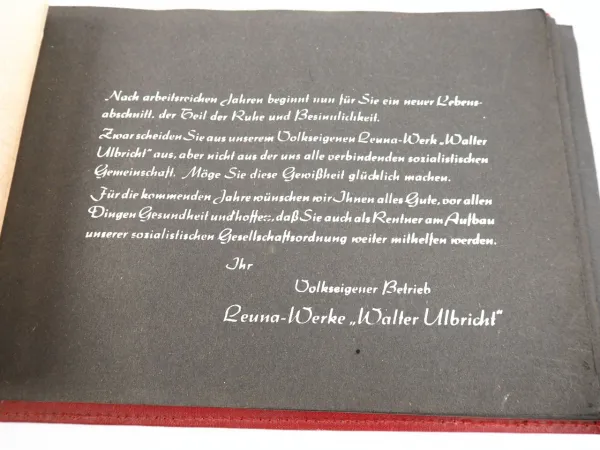 Nach arbeitsreichen Jahren beginnt nun für Sie ein neuer Lebens-
abschnitt, der Teil der Ruhe und Besinnlichkeit.
Zwar scheiden Sie aus unserem Volkseigenen Leuna-Werk „Walter
Ulbricht" aus, aber nicht aus der uns alle verbindenden sozialistischen
Gemeinschaft. Möge Sie diese Gewißheit glücklich machen.
Für die kommenden Jahre wünschen wir Ihnen alles Gute, vor allen
Dingen Gesundheit und hoffen, daß Sie auch als Rentner am Aufbau
unserer sozialistischen Gesellschaftsordnung weiter mithelfen werden.
Ihr
Volkseigener Betrieb
Leuna-Werke „Walter Ulbricht"